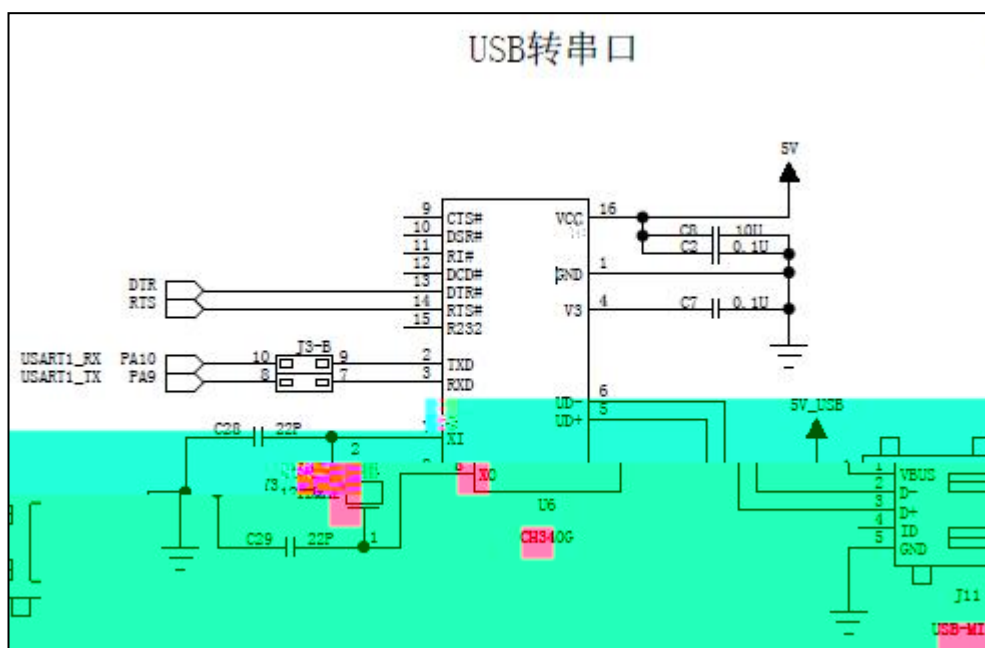 USB转串口
5V
9 CTS# VCC 16
10 DSR# C8 10U
11 RI# C2 0.1U
12 DCD# GND 1
DTR 13 DTR#
RTS 14 RTS# V3 4 C7 0.1U
15 R232
J3-B
USART1_RX PA10 10 9 2 TXD
USART1_TX PA9 8 7 3 RXD
UD- 6
UD+ 5
5V_USB
C28 22P XI
2
XO
1 VBUS
2 D-
U6 3 D+
4 ID
C29 22P 1 CH340G 5 GND
J11
USB-MI